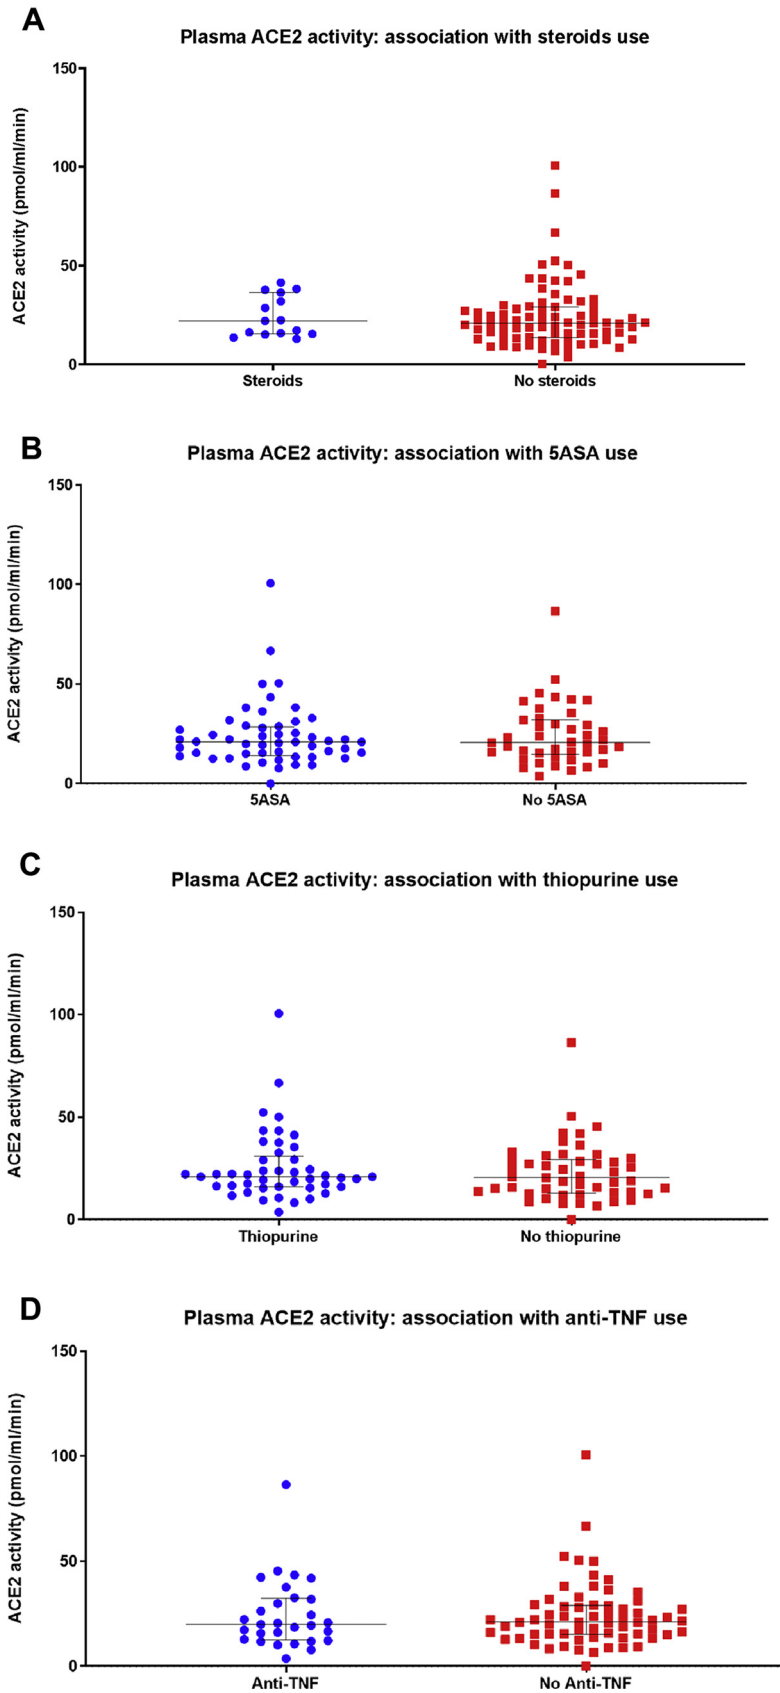 A
Plasma ACE2 activity: association with steroids use
ACE2 activity (pmol/ml/min)
150
100
50
0
Steroids
No steroids
B
Plasma ACE2 activity: association with 5ASA use
ACE2 activity (pmol/ml/min)
150
100
50
0
5ASA
No 5ASA
C
Plasma ACE2 activity: association with thiopurine use
ACE2 activity (pmol/ml/min)
150
100
50
0
Thiopurine
No thiopurine
D
Plasma ACE2 activity: association with anti-TNF use
ACE2 activity (pmol/ml/min)
150
100
50
0
Anti-TNF
No Anti-TNF